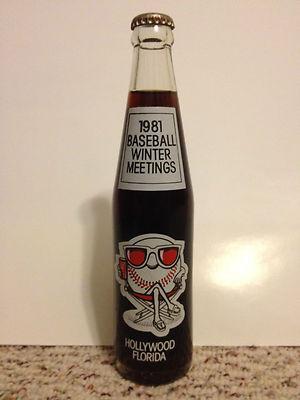 1981
BASEBALL
WINTER
MEETINGS
HOLLYWOOD
FLORIDA